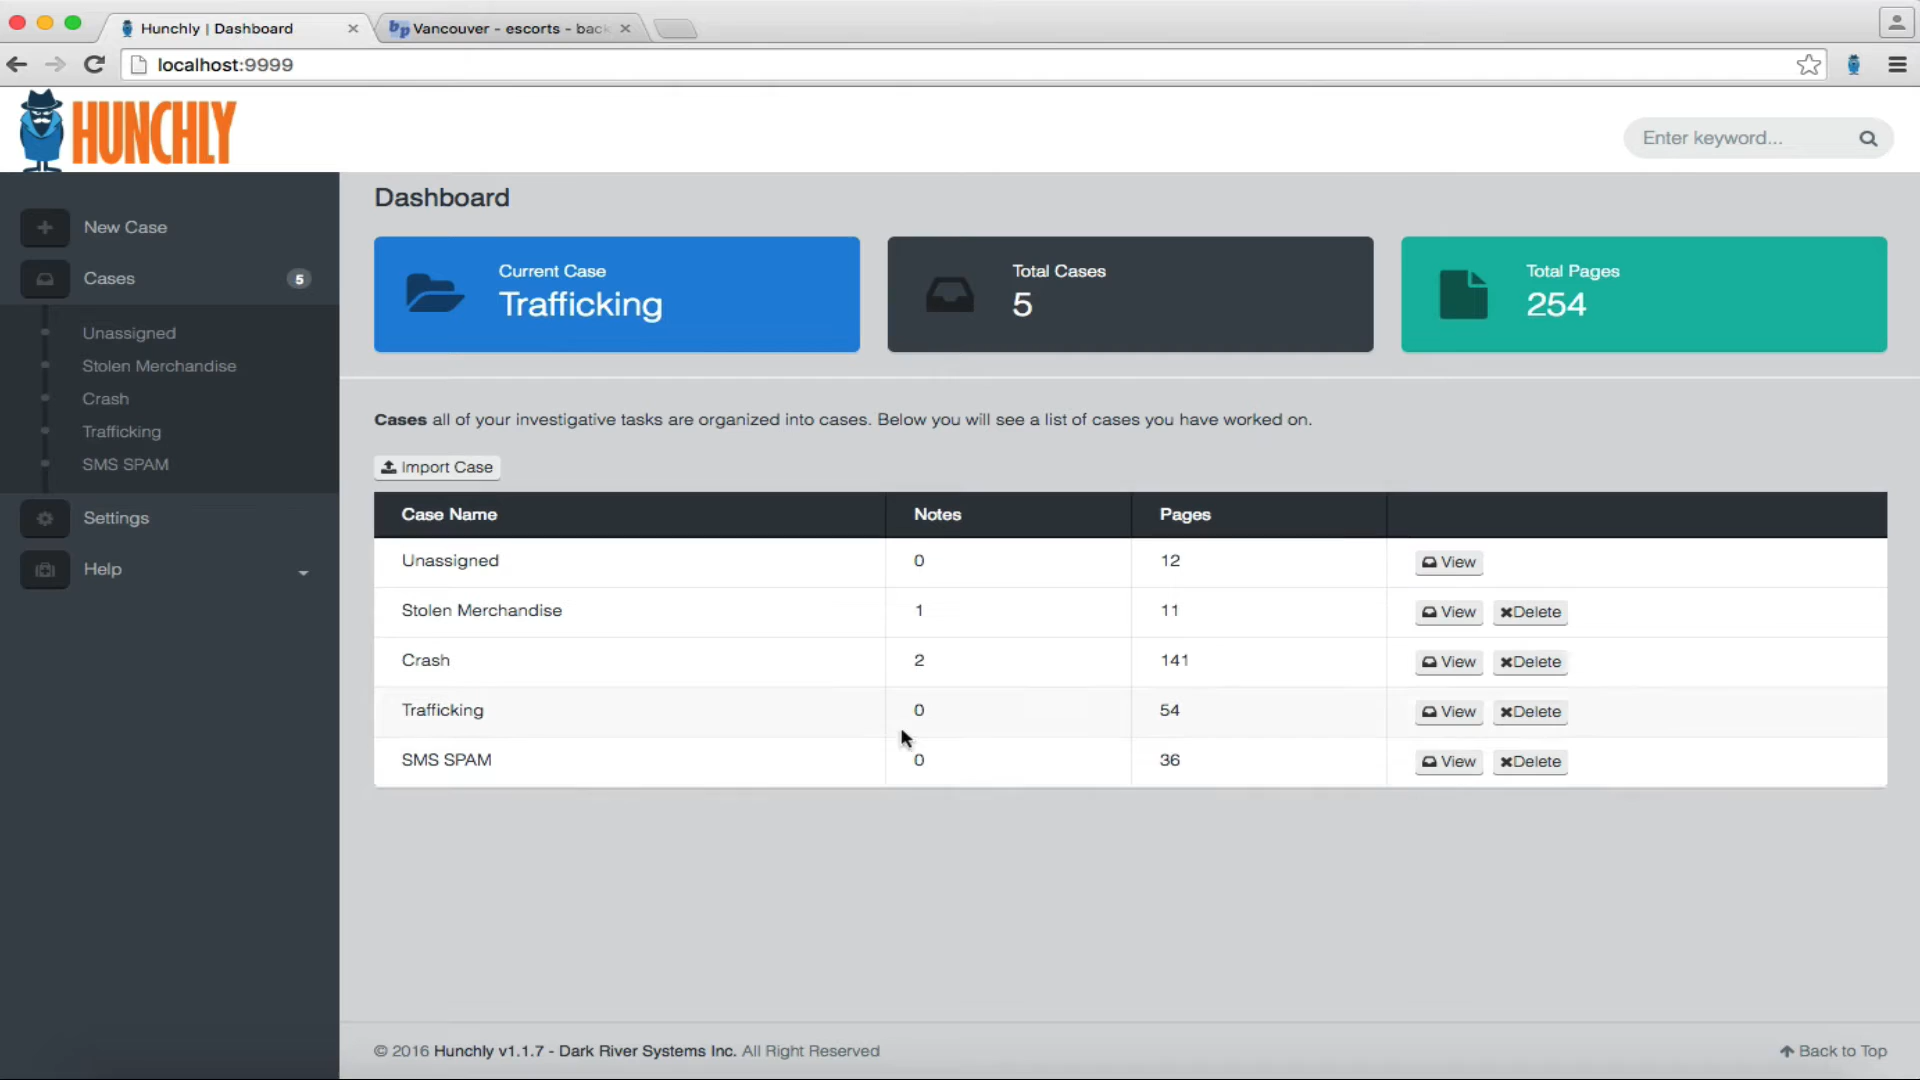 Hunchly | Dashboard
Vancouver - escorts - back
localhost:9999
HUNCHLY
Enter keyword...
New Case
Cases 5
Unassigned
Stolen Merchandise
Crash
Trafficking
SMS SPAM
Settings
Help
Dashboard
Current Case
Trafficking
Total Cases
5
Total Pages
254
Cases all of your investigative tasks are organized into cases. Below you will see a list of cases you have worked on.
Import Case
Case Name Notes Pages
Unassigned 0 12 View
Stolen Merchandise 1 11 View Delete
Crash 2 141 View Delete
Trafficking 0 54 View Delete
SMS SPAM 0 36 View Delete
© 2016 Hunchly v1.1.7 - Dark River Systems Inc. All Right Reserved
Back to Top